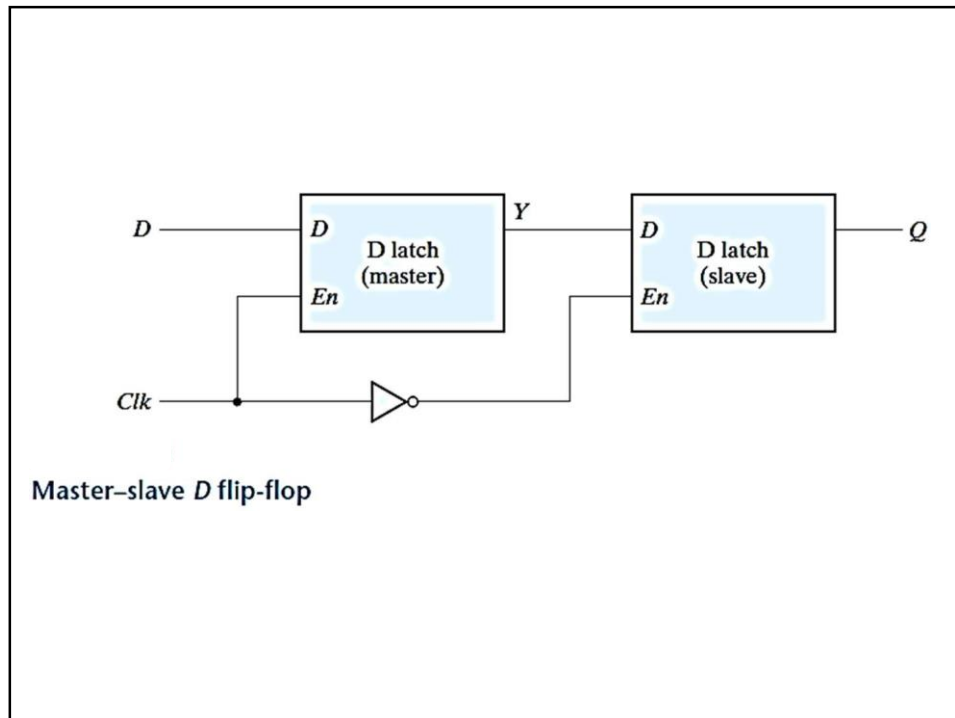 D
D
D latch
(master)
En
Y
D
D latch
(slave)
En
Q
Clk
Master–slave D flip-flop